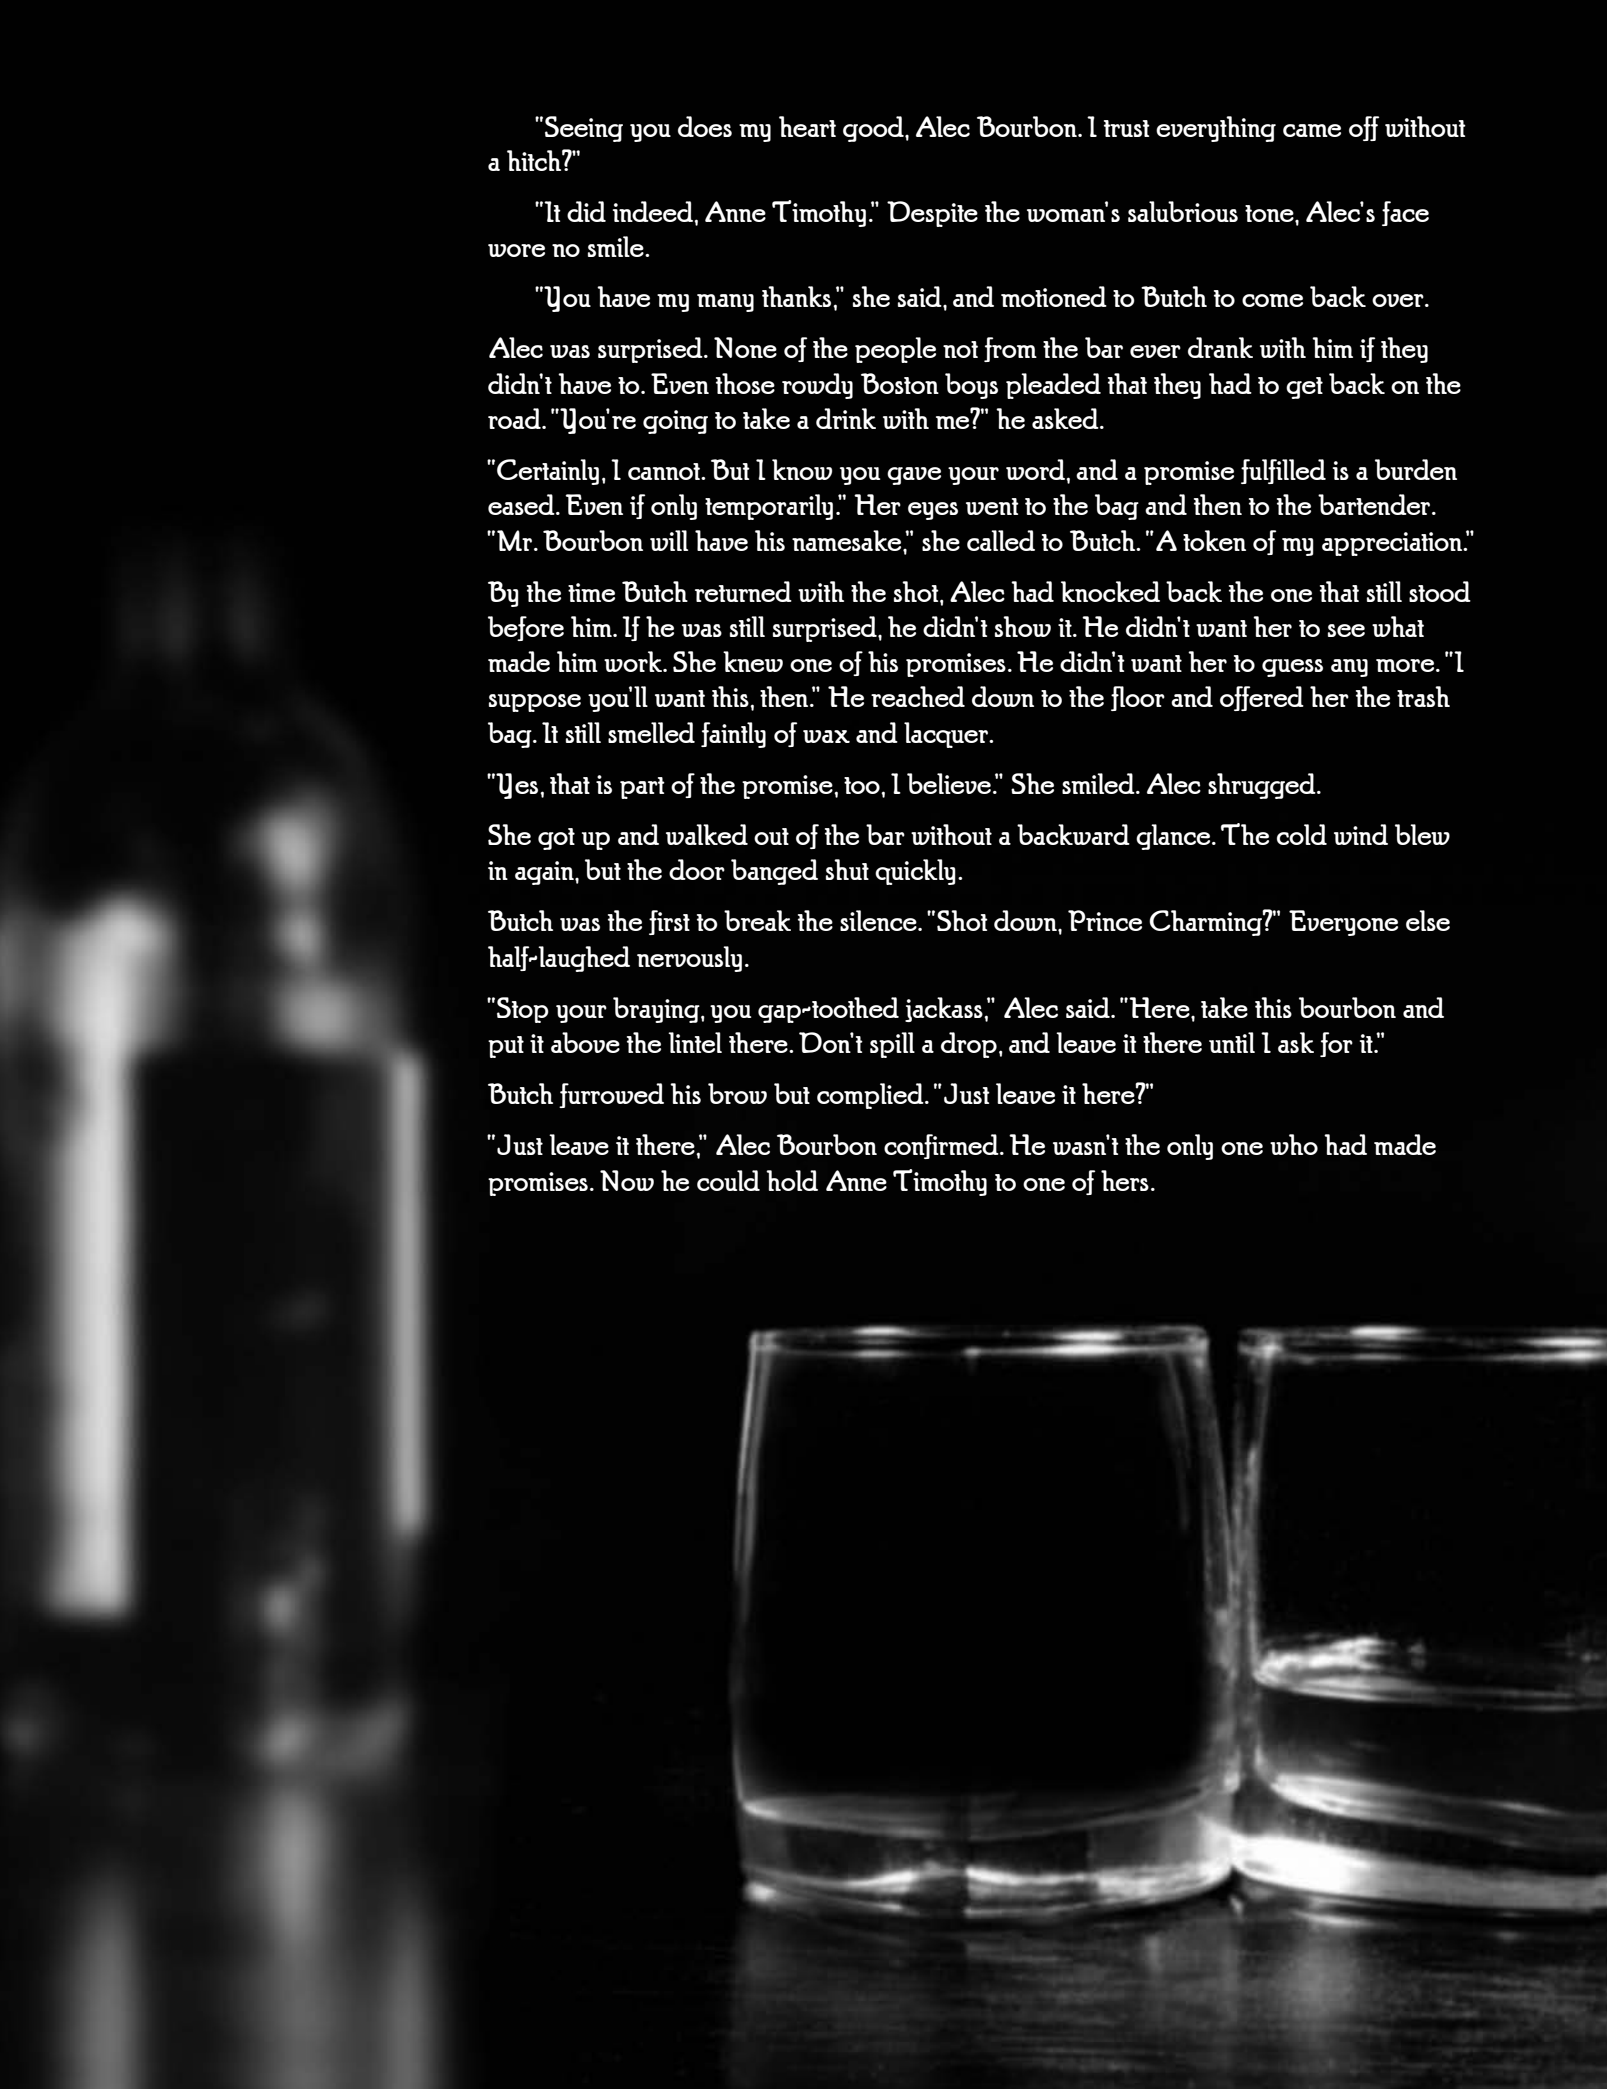 "Seeing you does my heart good, Alec Bourbon. I trust everything came off without
a hitch?"
"It did indeed, Anne Timothy." Despite the woman's salubrious tone, Alec's face
wore no smile.
"You have my many thanks," she said, and motioned to Butch to come back over.
Alec was surprised. None of the people not from the bar ever drank with him if they
didn't have to. Even those rowdy Boston boys pleaded that they had to get back on the
road. "You're going to take a drink with me?" he asked.
"Certainly, I cannot. But I know you gave your word, and a promise fulfilled is a burden
eased. Even if only temporarily." Her eyes went to the bag and then to the bartender.
"Mr. Bourbon will have his namesake," she called to Butch. "A token of my appreciation."
By the time Butch returned with the shot, Alec had knocked back the one that still stood
before him. If he was still surprised, he didn't show it. He didn't want her to see what
made him work. She knew one of his promises. He didn't want her to guess any more. "I
suppose you'll want this, then." He reached down to the floor and offered her the trash
bag. It still smelled faintly of wax and lacquer.
"Yes, that is part of the promise, too, I believe." She smiled. Alec shrugged.
She got up and walked out of the bar without a backward glance. The cold wind blew
in again, but the door banged shut quickly.
Butch was the first to break the silence. "Shot down, Prince Charming?" Everyone else
half-laughed nervously.
"Stop your braying, you gap-toothed jackass," Alec said. "Here, take this bourbon and
put it above the lintel there. Don't spill a drop, and leave it there until I ask for it."
Butch furrowed his brow but complied. "Just leave it here?"
"Just leave it there," Alec Bourbon confirmed. He wasn't the only one who had made
promises. Now he could hold Anne Timothy to one of hers.